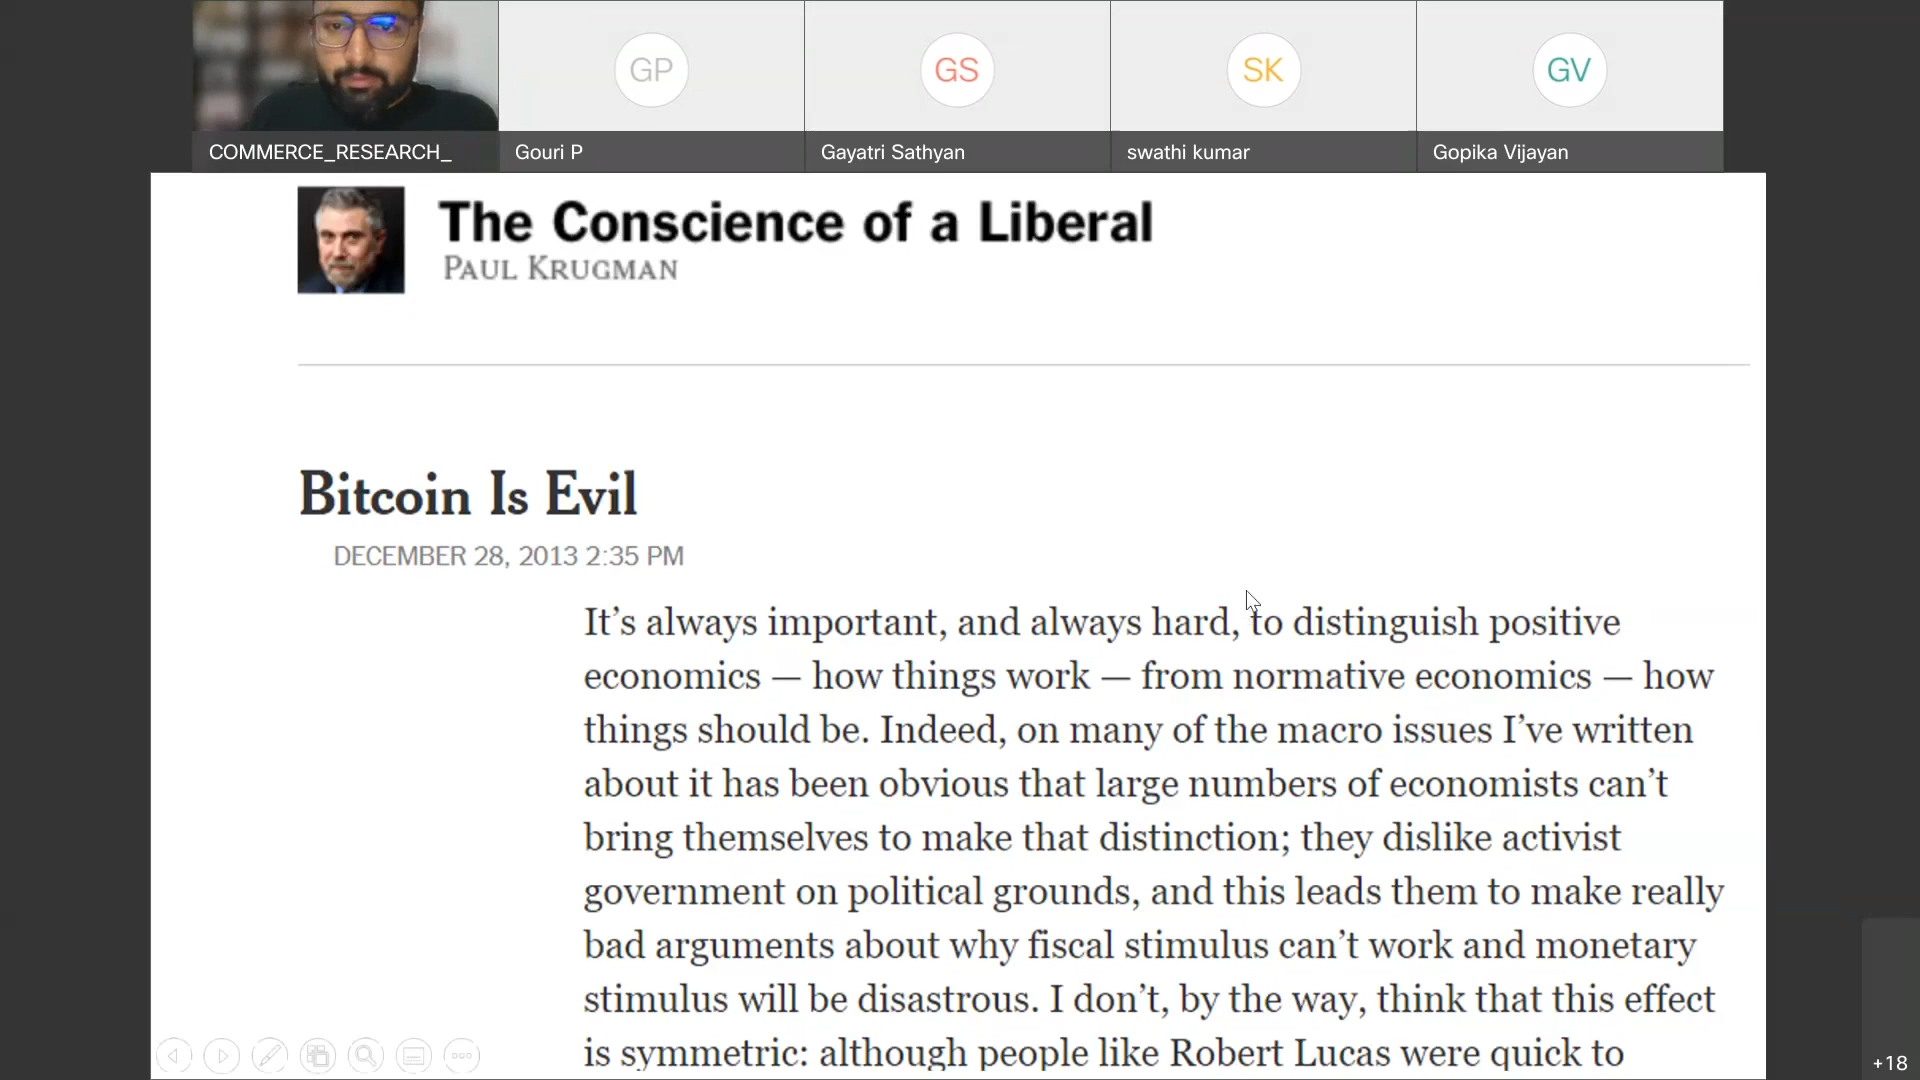 GP
GS
SK
GV
COMMERCE_RESEARCH_
Gouri P
Gayatri Sathyan
swathi kumar
Gopika Vijayan
The Conscience of a Liberal
PAUL KRUGMAN
Bitcoin Is Evil
DECEMBER 28, 2013 2:35 PM
It’s always important, and always hard, to distinguish positive
economics — how things work — from normative economics — how
things should be. Indeed, on many of the macro issues I’ve written
about it has been obvious that large numbers of economists can’t
bring themselves to make that distinction; they dislike activist
government on political grounds, and this leads them to make really
bad arguments about why fiscal stimulus can’t work and monetary
stimulus will be disastrous. I don’t, by the way, think that this effect
is symmetric: although people like Robert Lucas were quick to
+18